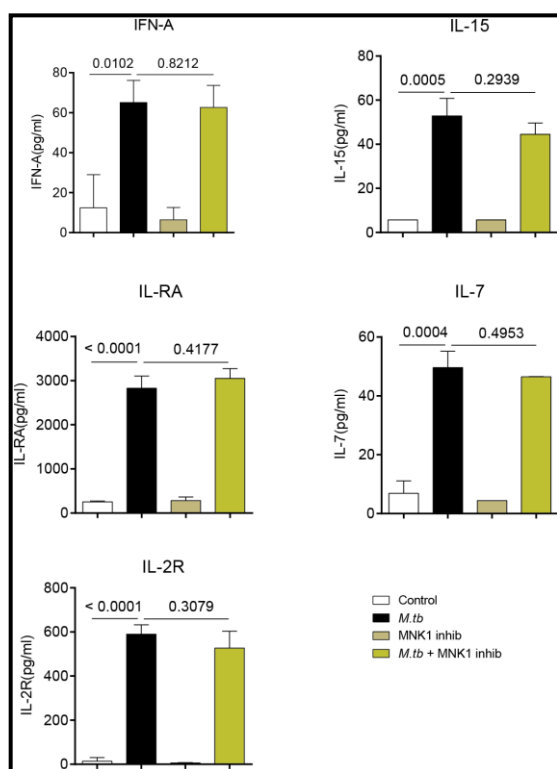 IFN-A
0.0102 0.8212
80
60
40
20
0
IFN-A(pg/ml)
IL-15
0.0005 0.2939
80
60
40
20
0
IL-15(pg/ml)
IL-RA
< 0.0001 0.4177
4000
3000
2000
1000
0
IL-RA(pg/ml)
IL-7
0.0004 0.4953
60
40
20
0
IL-7(pg/ml)
IL-2R
< 0.0001 0.3079
800
600
400
200
0
IL-2R(pg/ml)
Control
M.tb
MNK1 inhib
M.tb + MNK1 inhib